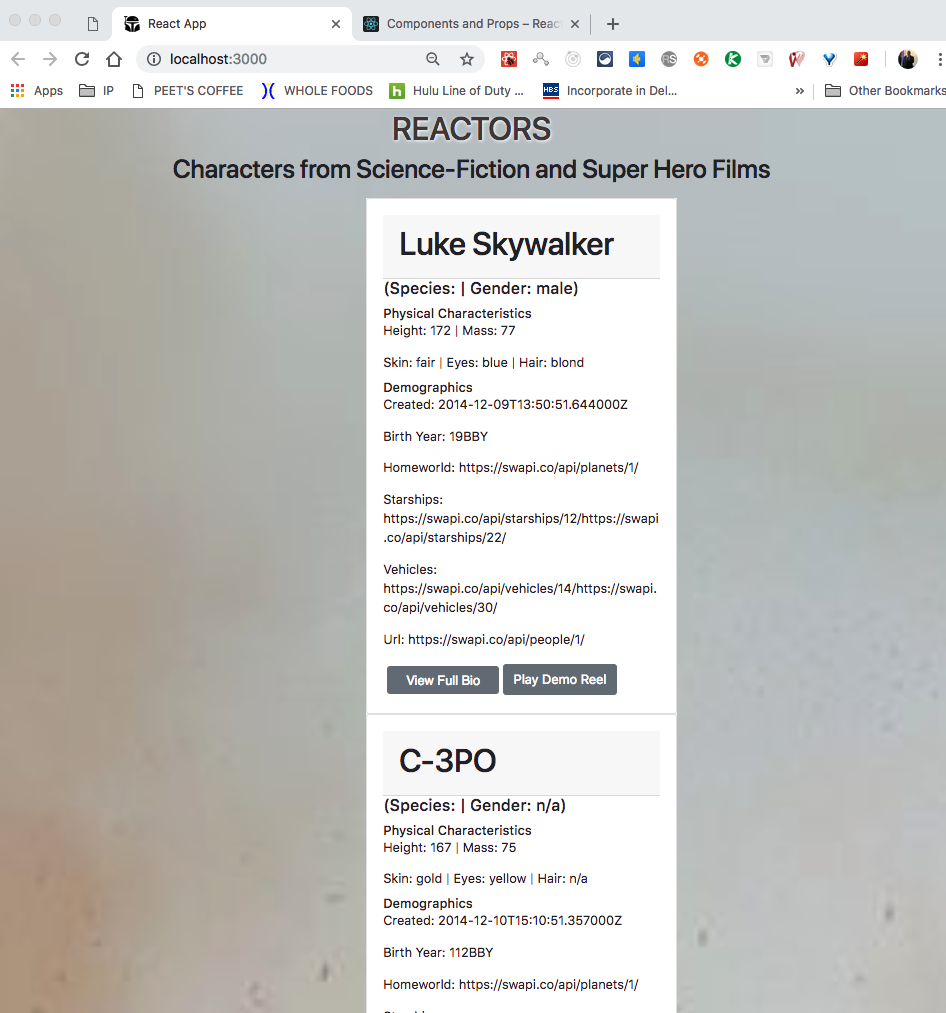 React App
Components and Props – Reac
localhost:3000
RS
K
Apps
IP
PEET'S COFFEE
WHOLE FOODS
h
Hulu Line of Duty ...
HBS
Incorporate in Del...
»
Other Bookmarks
REACTORS
Characters from Science-Fiction and Super Hero Films
Luke Skywalker
(Species: | Gender: male)
Physical Characteristics
Height: 172 | Mass: 77
Skin: fair | Eyes: blue | Hair: blond
Demographics
Created: 2014-12-09T13:50:51.644000Z
Birth Year: 19BBY
Homeworld: https://swapi.co/api/planets/1/
Starships:
https://swapi.co/api/starships/12/https://swapi
.co/api/starships/22/
Vehicles:
https://swapi.co/api/vehicles/14/https://swapi.
co/api/vehicles/30/
Url: https://swapi.co/api/people/1/
View Full Bio
Play Demo Reel
C-3PO
(Species: | Gender: n/a)
Physical Characteristics
Height: 167 | Mass: 75
Skin: gold | Eyes: yellow | Hair: n/a
Demographics
Created: 2014-12-10T15:10:51.357000Z
Birth Year: 112BBY
Homeworld: https://swapi.co/api/planets/1/